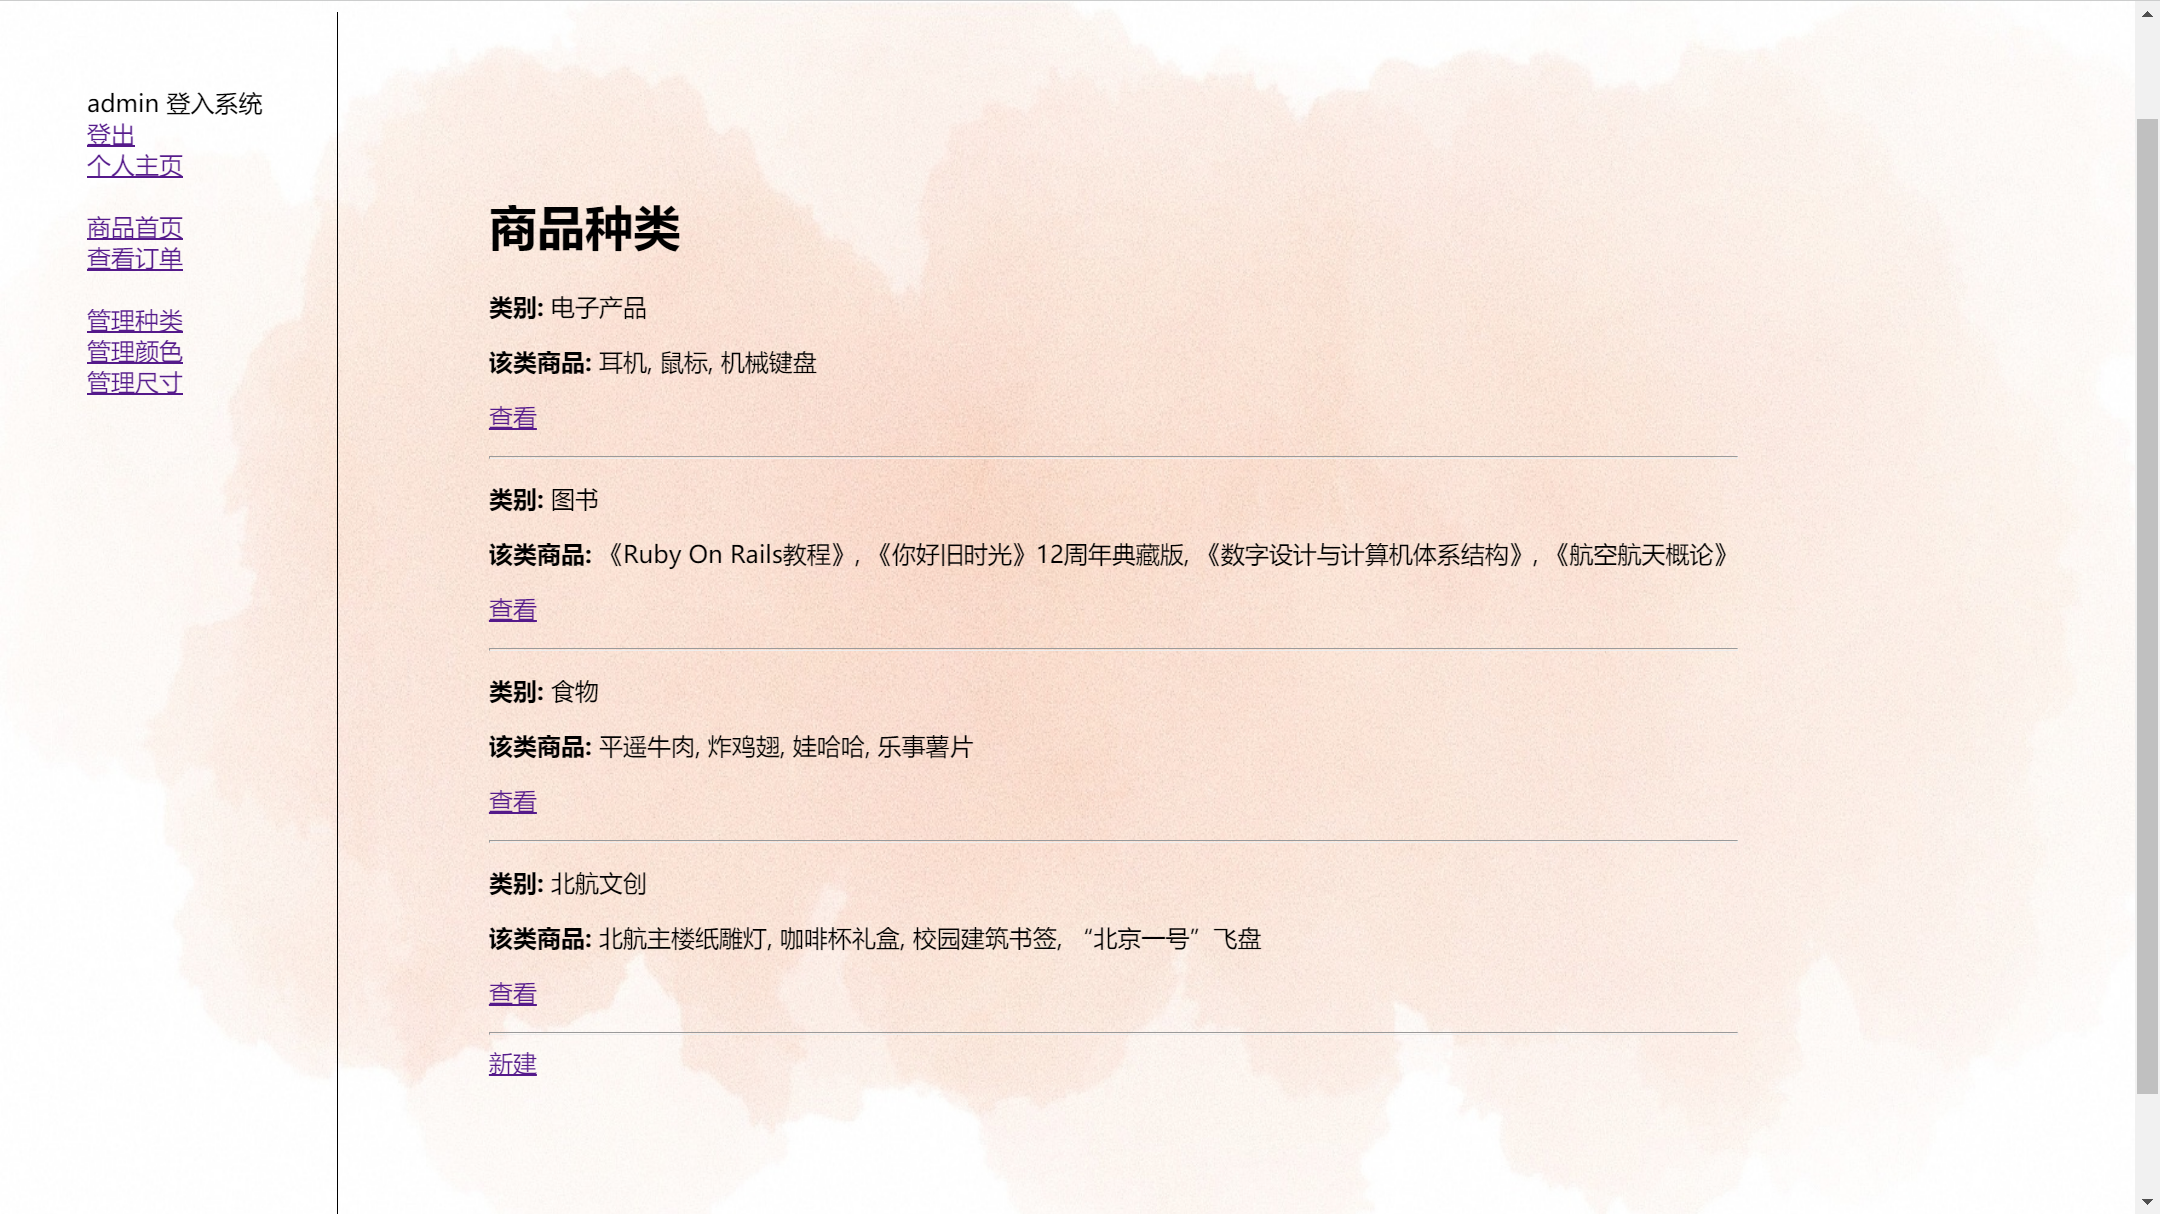 admin 登入系统
登出
个人主页
商品首页
查看订单
管理种类
管理颜色
管理尺寸
商品种类
类别: 电子产品
该类商品: 耳机, 鼠标, 机械键盘
查看
类别: 图书
该类商品: 《Ruby On Rails教程》, 《你好旧时光》12周年典藏版, 《数字设计与计算机体系结构》, 《航空航天概论》
查看
类别: 食物
该类商品: 平遥牛肉, 炸鸡翅, 娃哈哈, 乐事薯片
查看
类别: 北航文创
该类商品: 北航主楼纸雕灯, 咖啡杯礼盒, 校园建筑书签, “北京一号”飞盘
查看
新建